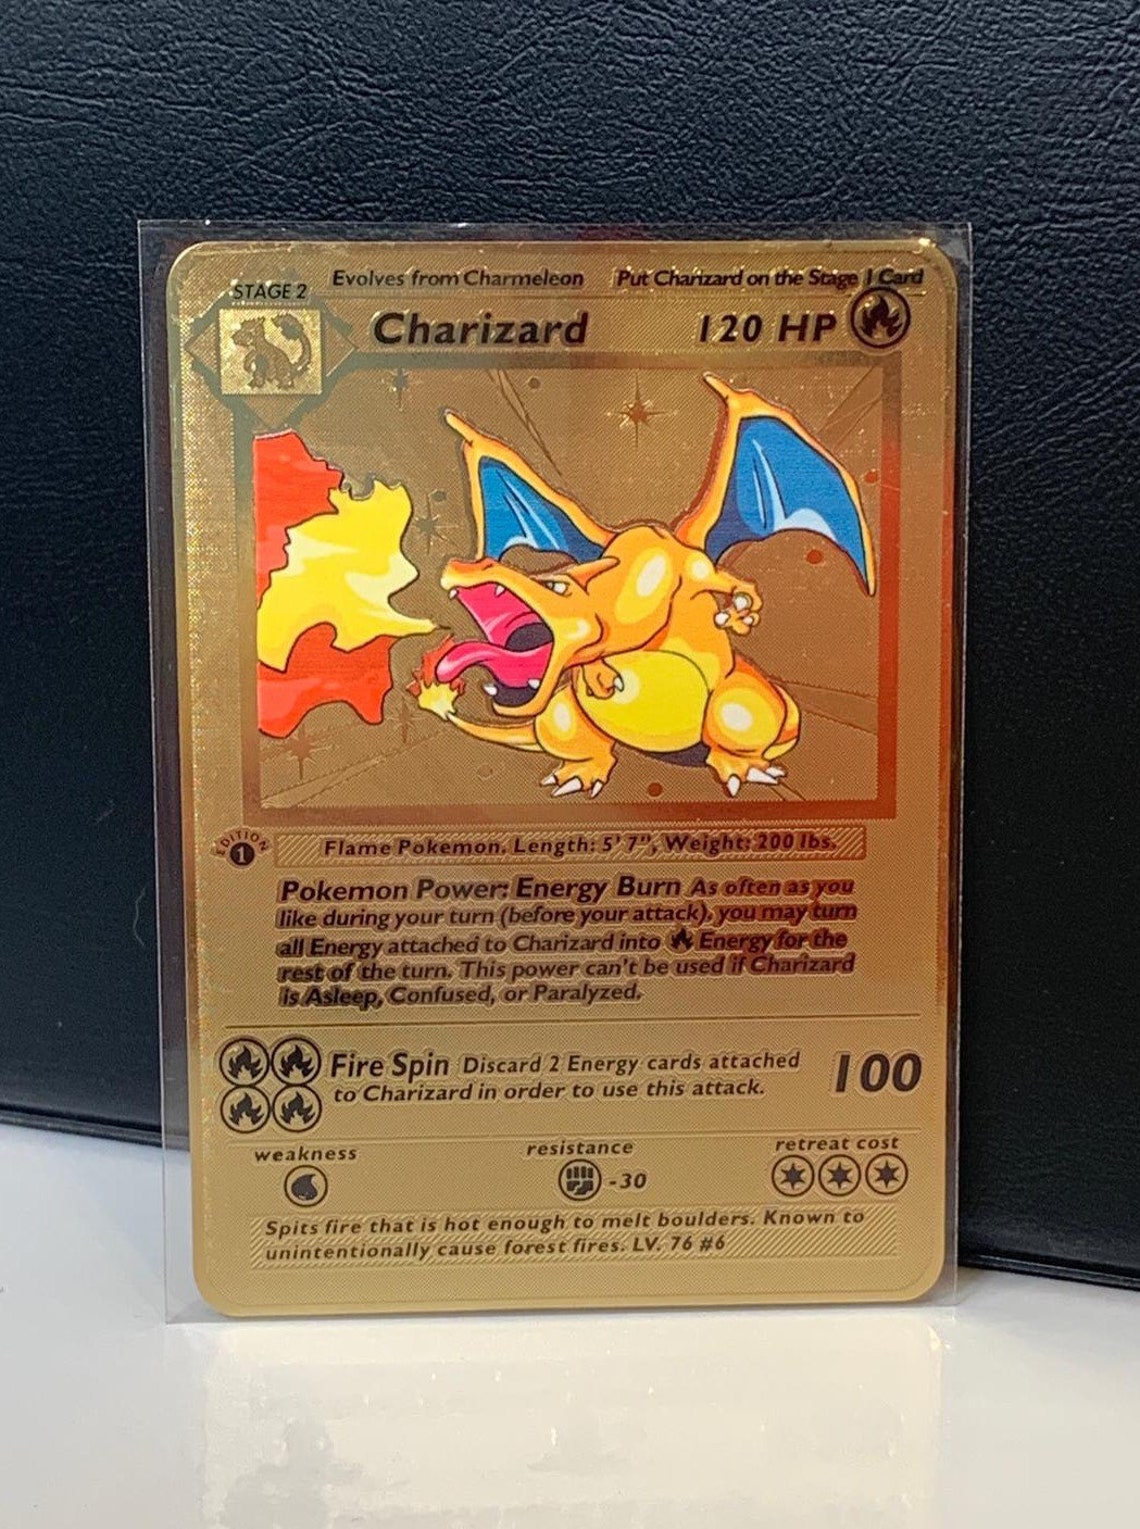 Evolves from Charmeleon Put Charizard on the Stage 1 Card
STAGE 2
Charizard 120 HP
EDITION
1
Flame Pokemon. Length: 5' 7", Weight: 200 lbs.
Pokemon Power: Energy Burn As often as you
like during your turn (before your attack), you may turn
all Energy attached to Charizard into Energy for the
rest of the turn. This power can't be used if Charizard
is Asleep, Confused, or Paralyzed.
Fire Spin Discard 2 Energy cards attached
to Charizard in order to use this attack.
100
weakness resistance retreat cost
-30
Spits fire that is hot enough to melt boulders. Known to
unintentionally cause forest fires. LV. 76 #6